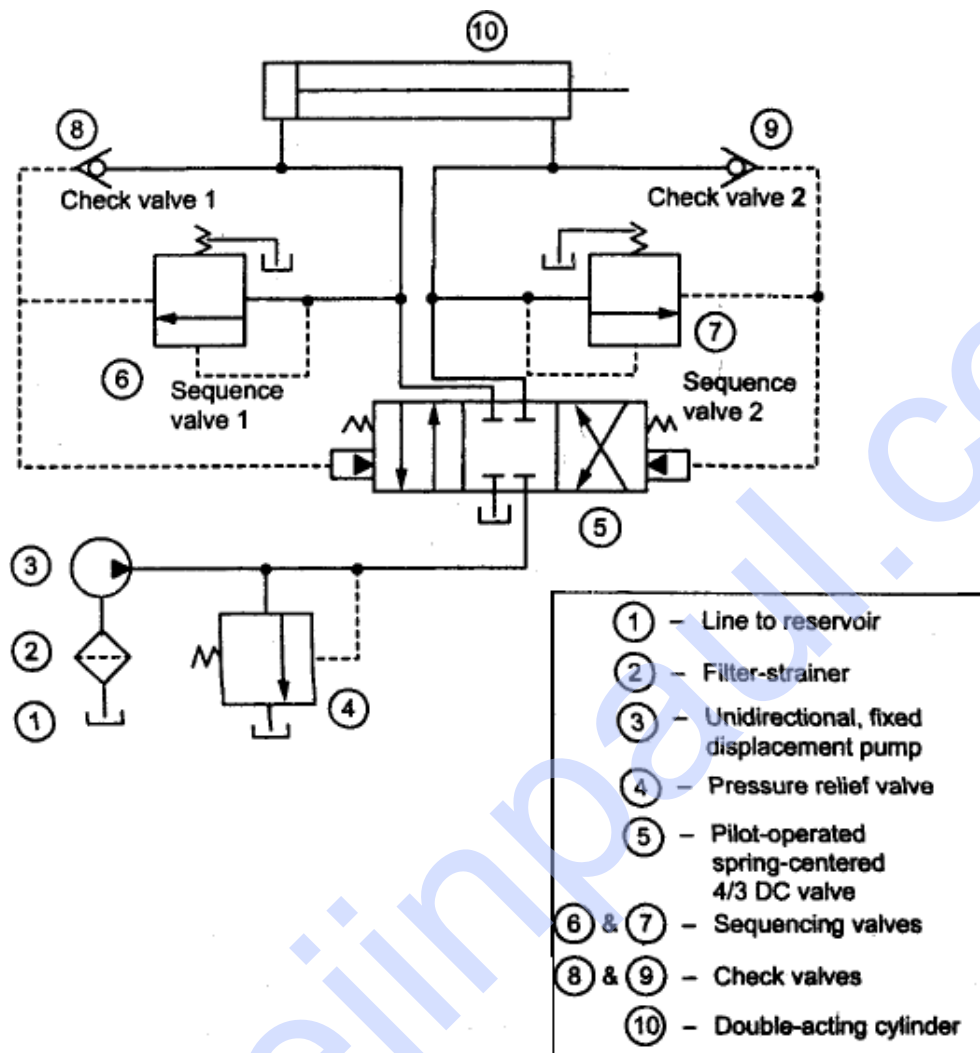 10
8
9
Check valve 1
Check valve 2
6
7
Sequence
valve 1
Sequence
valve 2
5
3
2
1
4
1 – Line to reservoir
2 – Filter-strainer
3 – Unidirectional, fixed
displacement pump
4 – Pressure relief valve
5 – Pilot-operated
spring-centered
4/3 DC valve
6 & 7 – Sequencing valves
8 & 9 – Check valves
10 – Double-acting cylinder